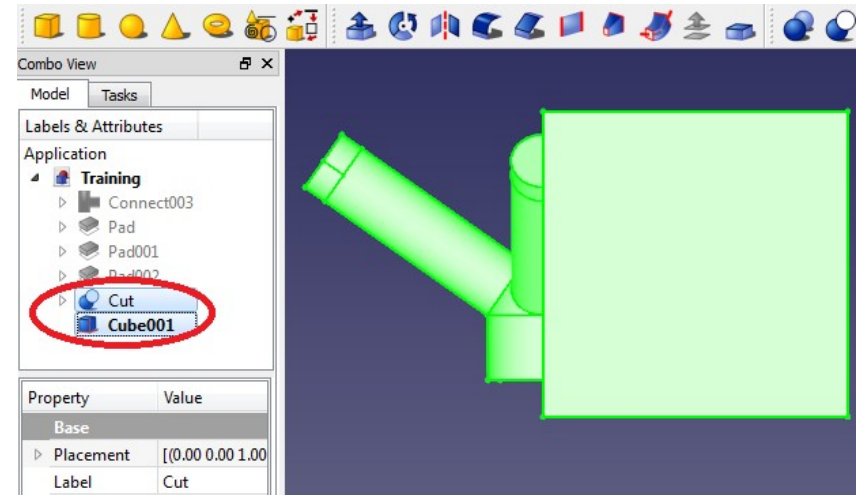 Combo View
Model Tasks
Labels & Attributes
Application
Training
Connect003
Pad
Pad001
Pad002
Cut
Cube001
Property Value
Base
Placement [(0.00 0.00 1.00
Label Cut